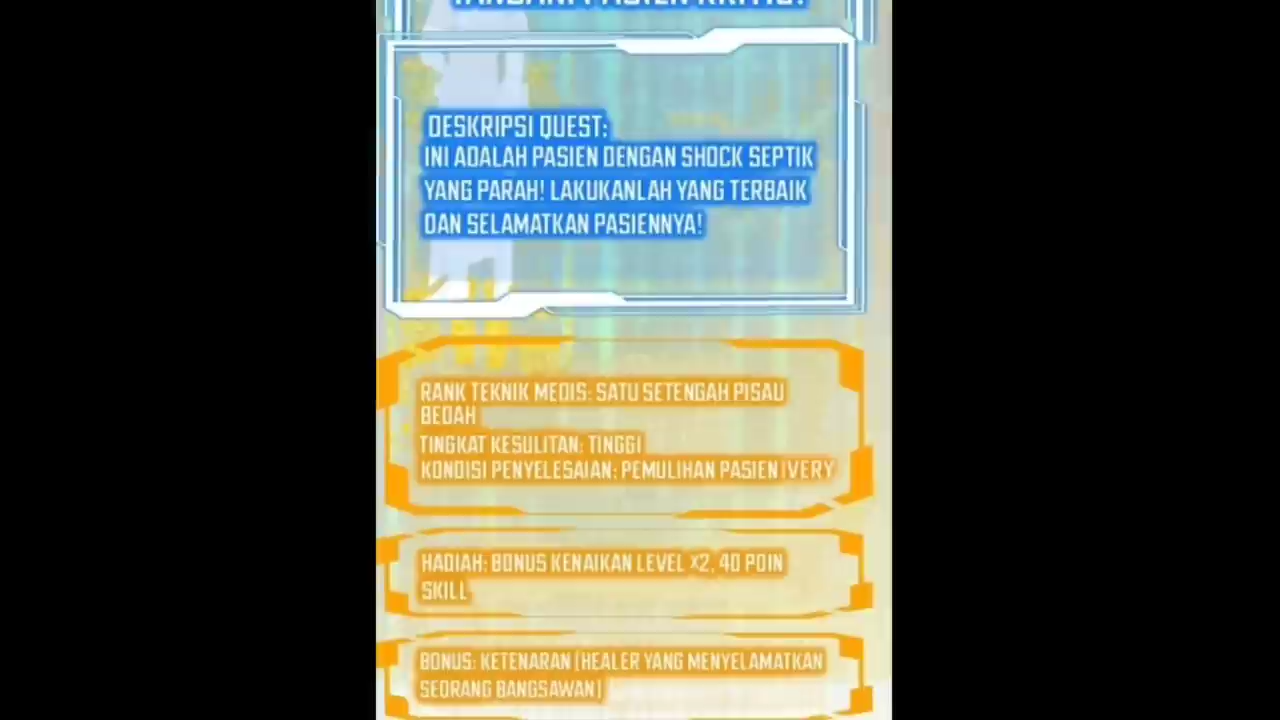 DESKRIPSI QUEST:
INI ADALAH PASIEN DENGAN SHOCK SEPTIK
YANG PARAH! LAKUKANLAH YANG TERBAIK
DAN SELAMATKAN PASIENNYA!
RANK TEKNIK MEDIS: SATU SETENGAH PISAU
BEDAH
TINGKAT KESULITAN: TINGGI
KONDISI PENYELESAIAN: PEMULIHAN PASIEN IVERY
HADIAH: BONUS KENAIKAN LEVEL X2, 40 POIN
SKILL
BONUS: KETENARAN [HEALER YANG MENYELAMATKAN
SEORANG BANGSAWAN]